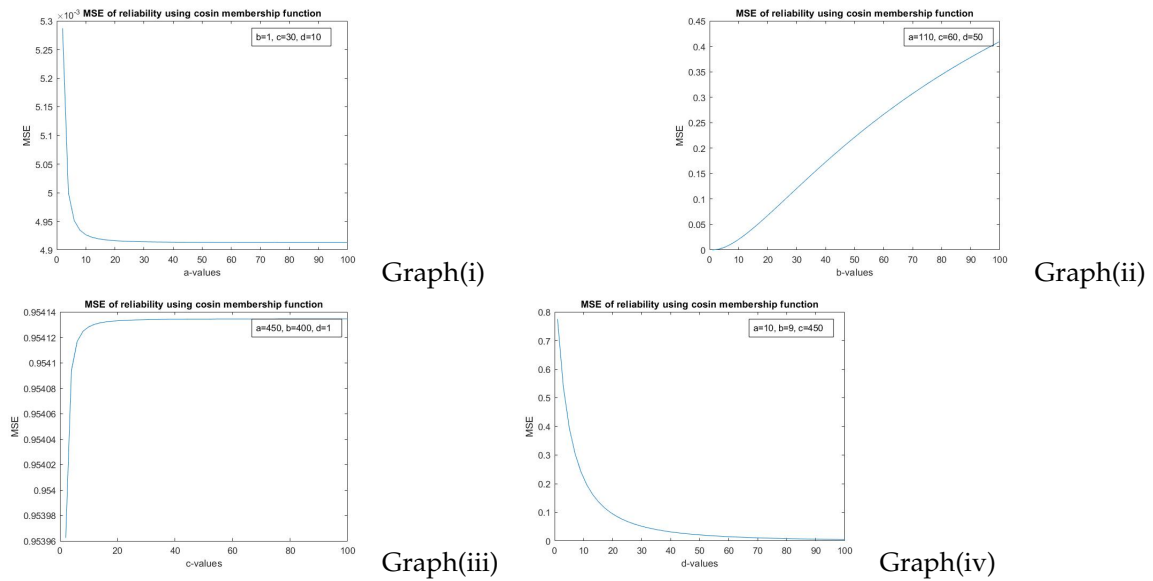 MSE of reliability using cosin membership function
×10⁻³
5.3
5.25
5.2
5.15
5.1
5.05
5
4.95
4.9
MSE
b=1, c=30, d=10
0 10 20 30 40 50 60 70 80 90 100
a-values
Graph(i)
MSE of reliability using cosin membership function
0.45
0.4
0.35
0.3
0.25
0.2
0.15
0.1
0.05
0
MSE
a=110, c=60, d=50
0 10 20 30 40 50 60 70 80 90 100
b-values
Graph(ii)
MSE of reliability using cosin membership function
0.95414
0.95412
0.9541
0.95408
0.95406
0.95404
0.95402
0.954
0.95398
0.95396
MSE
a=450, b=400, d=1
0 20 40 60 80 100
c-values
Graph(iii)
MSE of reliability using cosin membership function
0.8
0.7
0.6
0.5
0.4
0.3
0.2
0.1
0
MSE
a=10, b=9, c=450
0 10 20 30 40 50 60 70 80 90 100
d-values
Graph(iv)